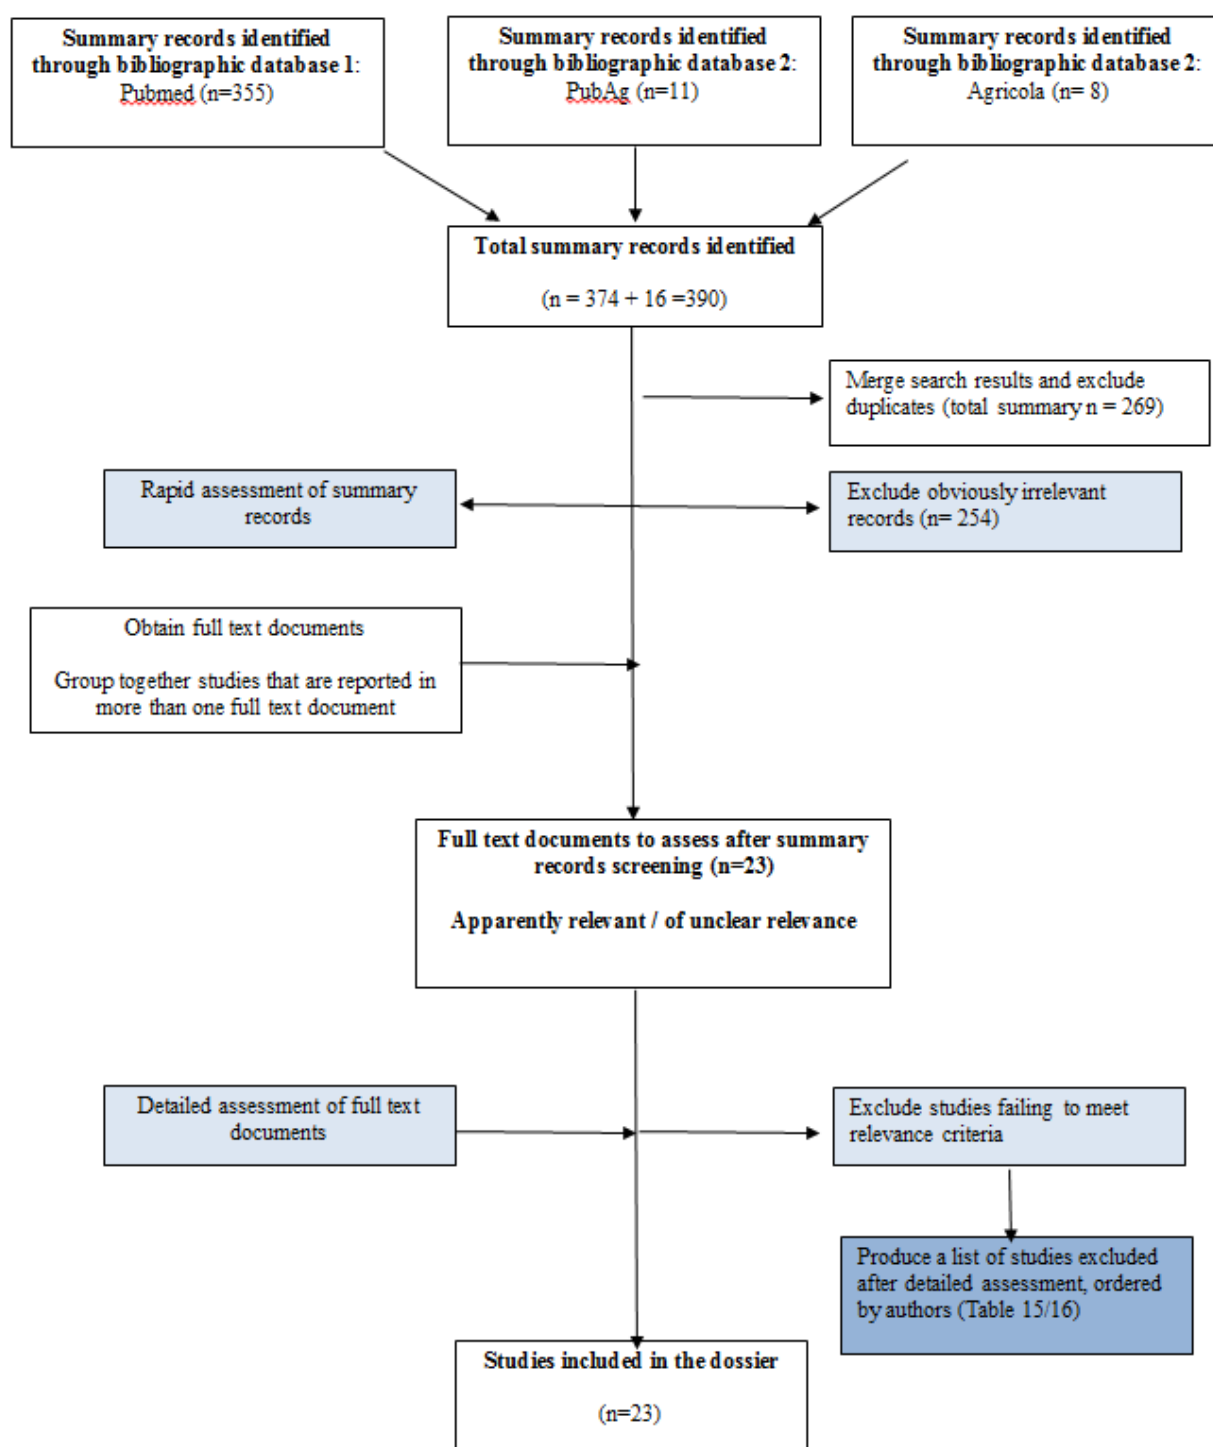 Summary records identified
through bibliographic database 1:
Pubmed (n=355)
Summary records identified
through bibliographic database 2:
PubAg (n=11)
Summary records identified
through bibliographic database 2:
Agricola (n= 8)
Total summary records identified
(n = 374 + 16 =390)
Merge search results and exclude
duplicates (total summary n = 269)
Rapid assessment of summary
records
Exclude obviously irrelevant
records (n= 254)
Obtain full text documents
Group together studies that are reported in
more than one full text document
Full text documents to assess after summary
records screening (n=23)
Apparently relevant / of unclear relevance
Detailed assessment of full text
documents
Exclude studies failing to meet
relevance criteria
Produce a list of studies excluded
after detailed assessment, ordered
by authors (Table 15/16)
Studies included in the dossier
(n=23)